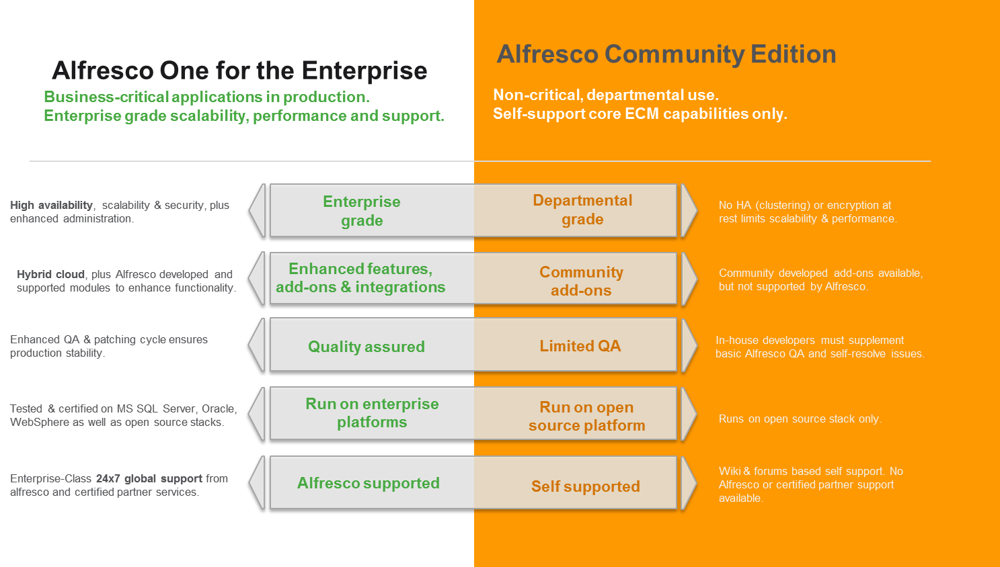 Alfresco One for the Enterprise
Business-critical applications in production.
Enterprise grade scalability, performance and support.
Alfresco Community Edition
Non-critical, departmental use.
Self-support core ECM capabilities only.
High availability, scalability & security, plus
enhanced administration.
Enterprise
grade
Departmental
grade
No HA (clustering) or encryption at
rest limits scalability & performance.
Hybrid cloud, plus Alfresco developed and
supported modules to enhance functionality.
Enhanced features,
add-ons & integrations
Community
add-ons
Community developed add-ons available,
but not supported by Alfresco.
Enhanced QA & patching cycle ensures
production stability.
Quality assured
Limited QA
In-house developers must supplement
basic Alfresco QA and self-resolve issues.
Tested & certified on MS SQL Server, Oracle,
WebSphere as well as open source stacks.
Run on enterprise
platforms
Run on open
source platform
Runs on open source stack only.
Enterprise-Class 24x7 global support from
alfresco and certified partner services.
Alfresco supported
Self supported
Wiki & forums based self support. No
Alfresco or certified partner support
available.